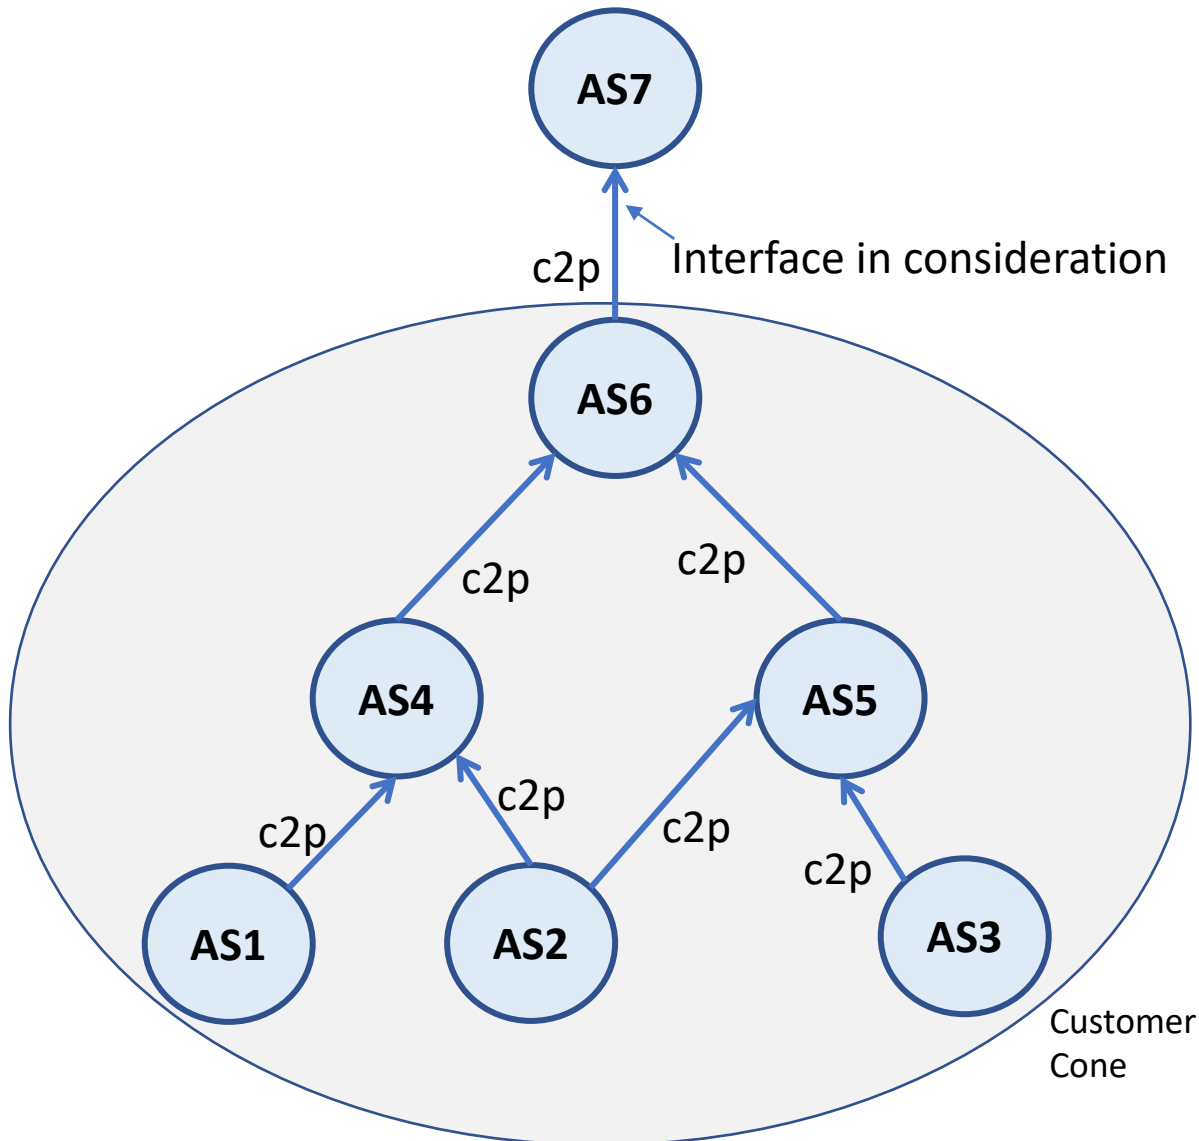 AS7
Interface in consideration
c2p
AS6
c2p
c2p
AS4
AS5
c2p
c2p
c2p
c2p
AS1
AS2
AS3
Customer
Cone